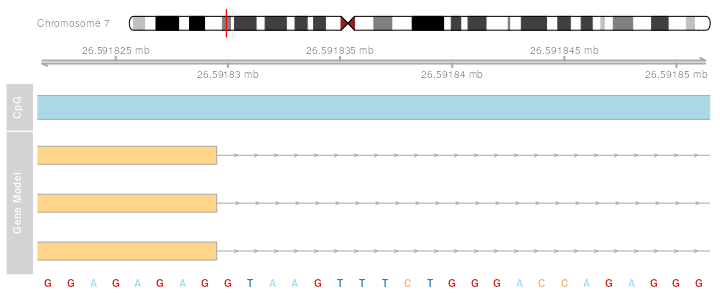 Chromosome 7
26.591825 mb 26.591835 mb 26.591845 mb
26.59183 mb 26.59184 mb 26.59185 mb
CpG
Gene Model
G G A G A G A G G T A A G T T T C T G G G A C C A G A G G G